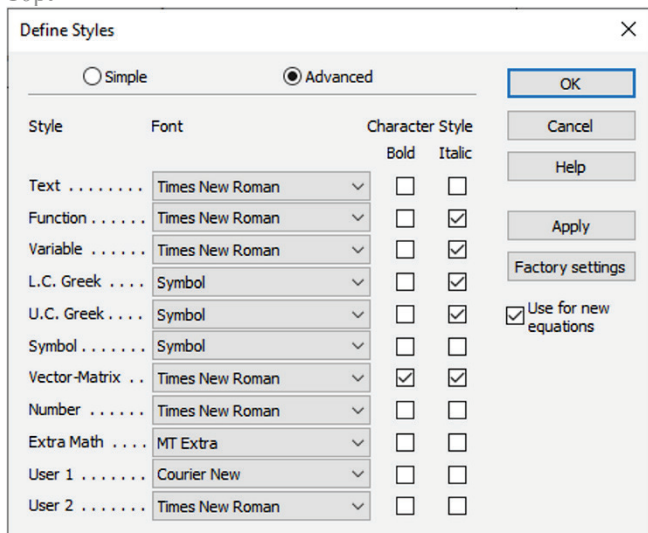 Define Styles
Simple Advanced OK
Style Font Character Style Cancel
Bold Italic
Help
Text ........ Times New Roman
Function ...... Times New Roman Apply
Variable ...... Times New Roman
L.C. Greek .... Symbol Factory settings
U.C. Greek .... Symbol Use for new
equations
Symbol ....... Symbol
Vector-Matrix .. Times New Roman
Number ...... Times New Roman
Extra Math .... MT Extra
User 1 ....... Courier New
User 2 ....... Times New Roman